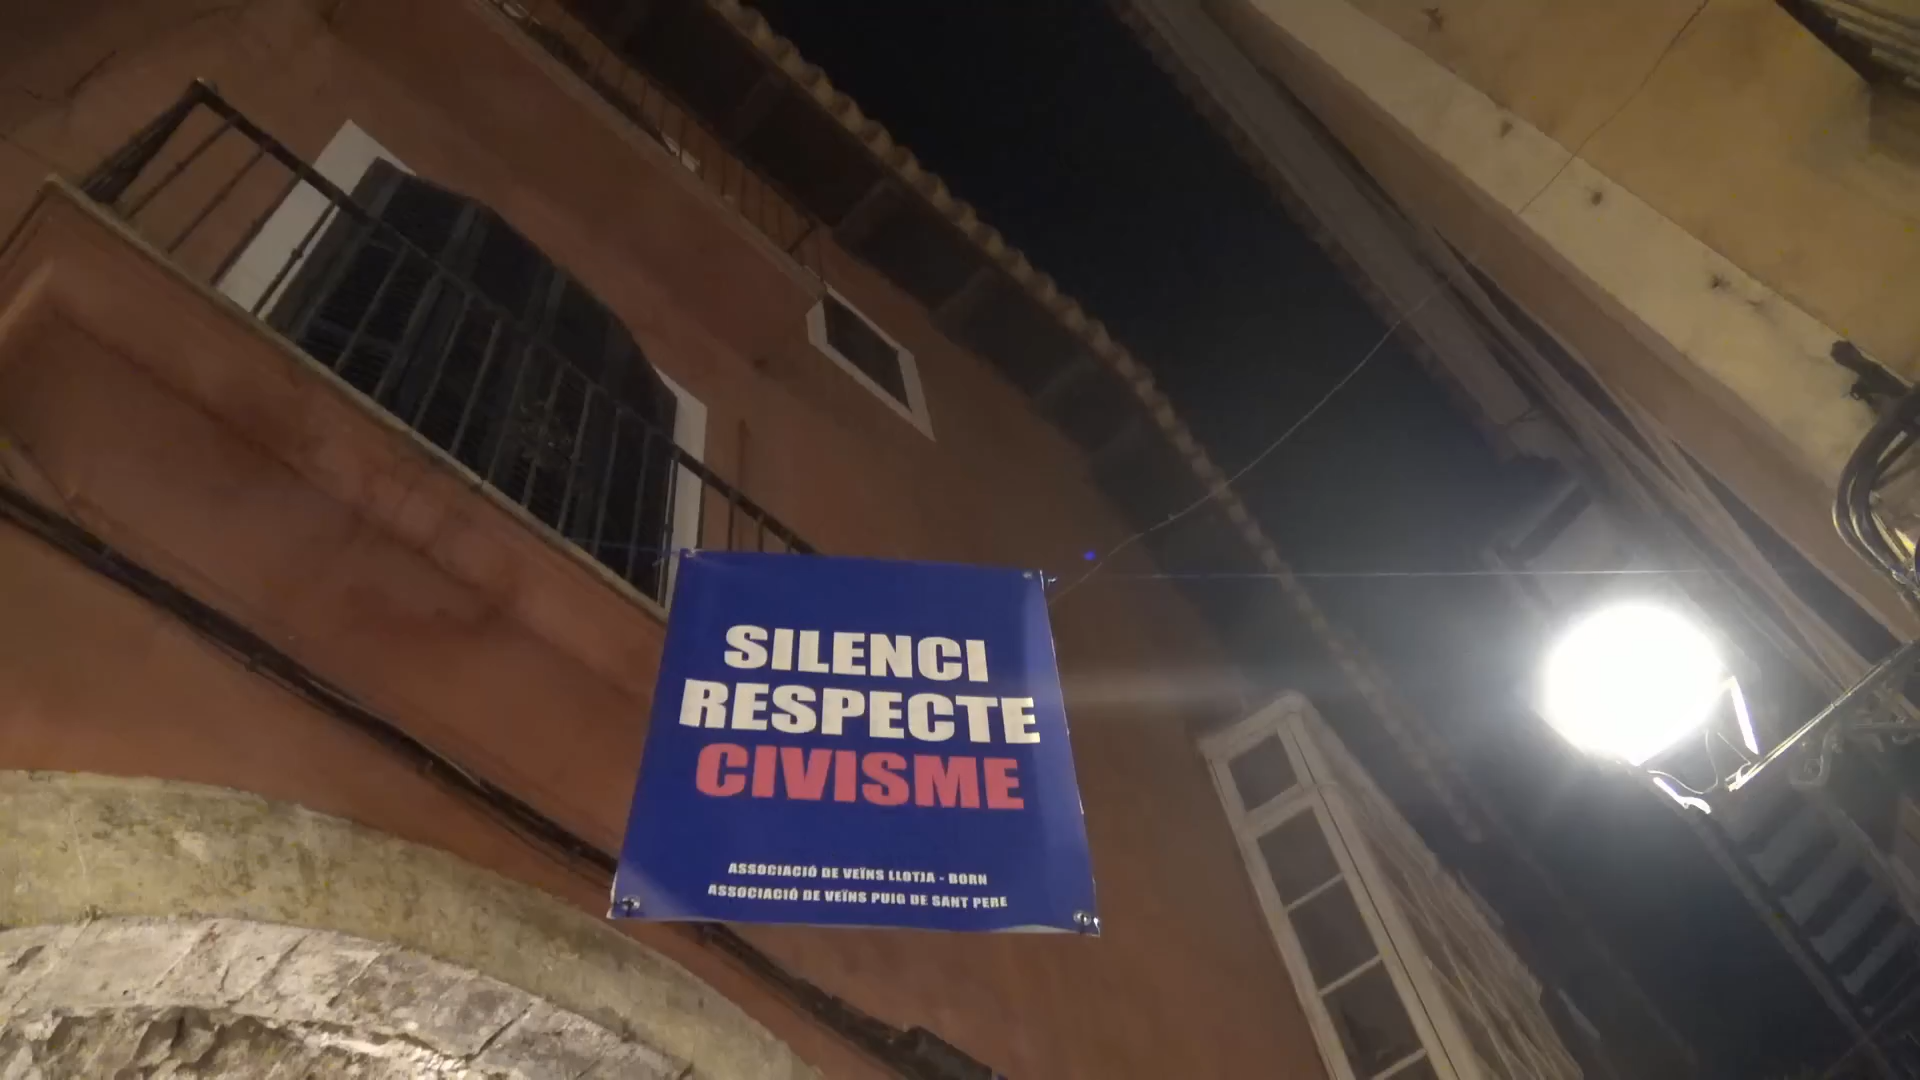 SILENCI
RESPECTE
CIVISME
ASSOCIACIÓ DE VEÏNS LLOTJA - BORN
ASSOCIACIÓ DE VEÏNS PUIG DE SANT PERE